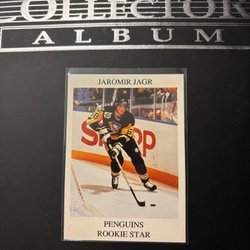 COLLECTOR
ALBUM
JAROMIR JAGR
PENGUINS
ROOKIE STAR